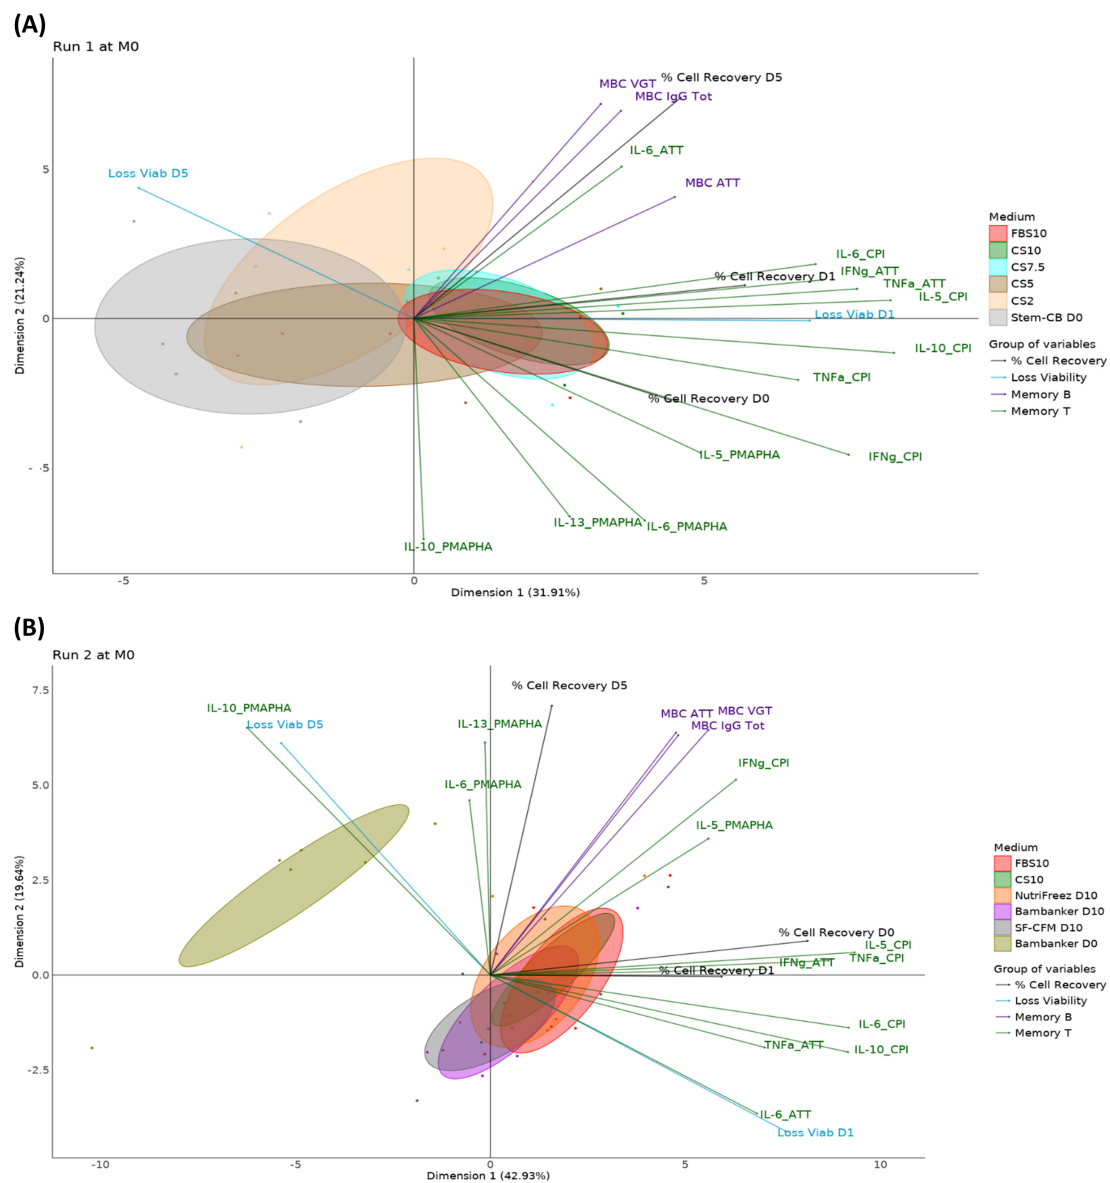 (A)
Run 1 at M0
MBC VGT
% Cell Recovery D5
MBC IgG Tot
IL-6_ATT
5
Loss Viab D5
MBC ATT
Medium
FBS10
CS10
CS7.5
CS5
CS2
Stem-CB D0
IL-6_CPI
IFNg_ATT
% Cell Recovery D1
TNFa_ATT
IL-5_CPI
Loss Viab D1
0
Dimension 2 (21.24%)
IL-10_CPI
Group of variables
% Cell Recovery
Loss Viability
Memory B
Memory T
TNFa_CPI
% Cell Recovery D0
IL-5_PMAPHA
IFNg_CPI
- -5
IL-13_PMAPHA
IL-6_PMAPHA
IL-10_PMAPHA
-5
0
5
Dimension 1 (31.91%)
(B)
Run 2 at M0
7.5
% Cell Recovery D5
IL-10_PMAPHA
Loss Viab D5
IL-13_PMAPHA
MBC ATT
MBC VGT
MBC IgG Tot
IFNg_CPI
5.0
IL-6_PMAPHA
IL-5_PMAPHA
Medium
FBS10
CS10
NutriFreez D10
Bambanker D10
SF-CFM D10
Bambanker D0
2.5
Dimension 2 (19.64%)
% Cell Recovery D0
IL-5_CPI
TNFa_CPI
IFNg_ATT
% Cell Recovery D1
0.0
Group of variables
% Cell Recovery
Loss Viability
Memory B
Memory T
IL-6_CPI
TNFa_ATT
IL-10_CPI
-2.5
IL-6_ATT
Loss Viab D1
-10
-5
0
5
10
Dimension 1 (42.93%)